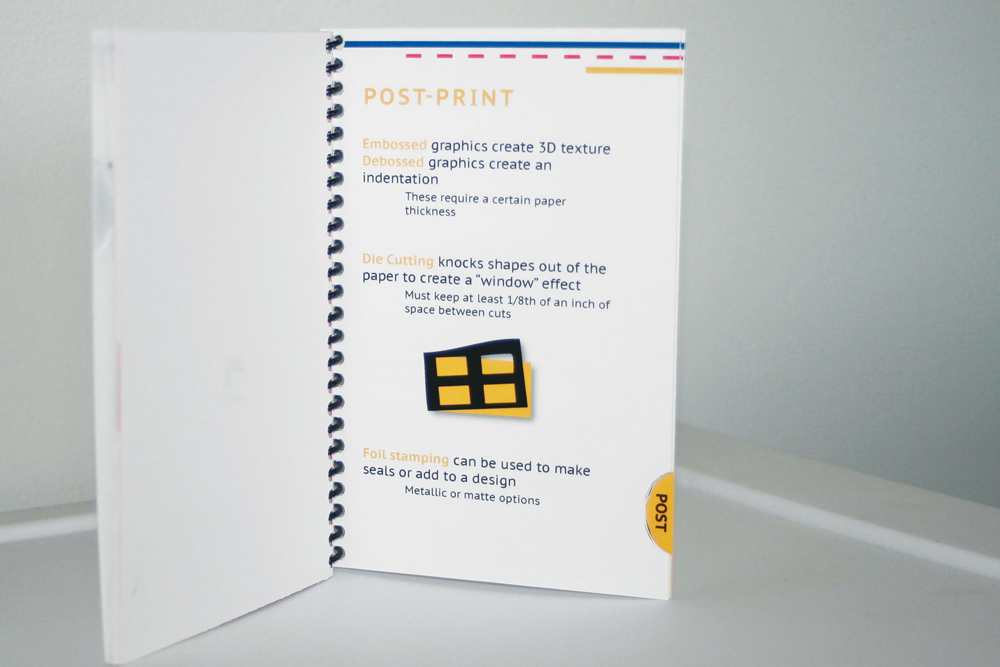 POST-PRINT
Embossed graphics create 3D texture
Debossed graphics create an
indentation
These require a certain paper
thickness
Die Cutting knocks shapes out of the
paper to create a “window” effect
Must keep at least 1/8th of an inch of
space between cuts
Foil stamping can be used to make
seals or add to a design
Metallic or matte options
POST